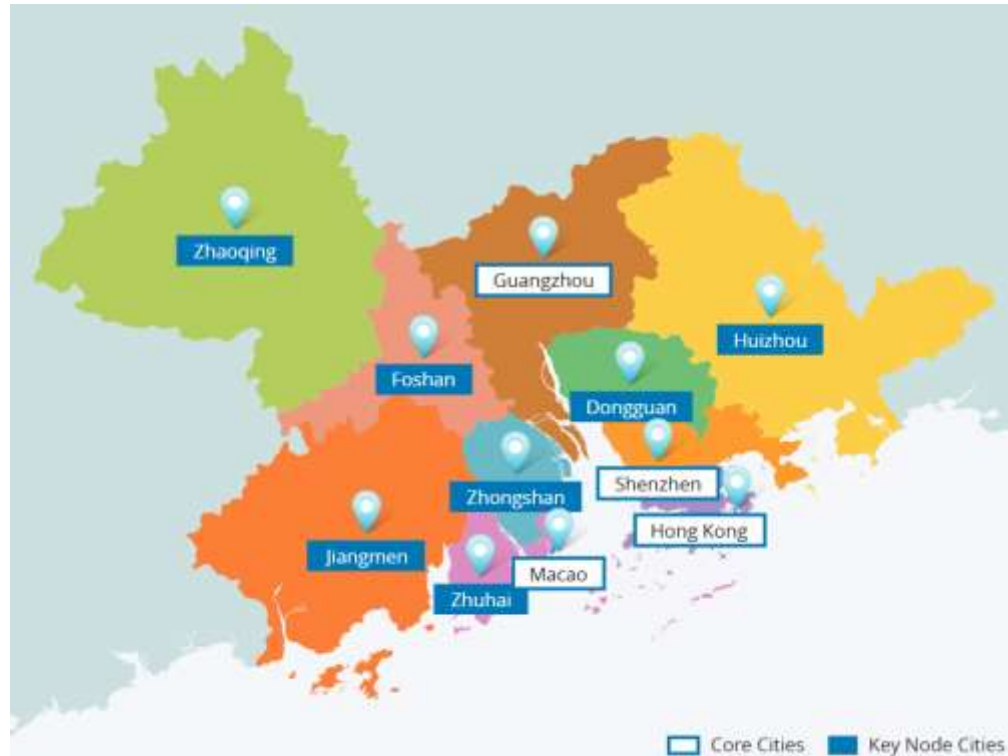 Zhaoqing
Guangzhou
Huizhou
Foshan
Dongguan
Shenzhen
Zhongshan
Hong Kong
Jiangmen
Macao
Zhuhai
Core Cities
Key Node Cities